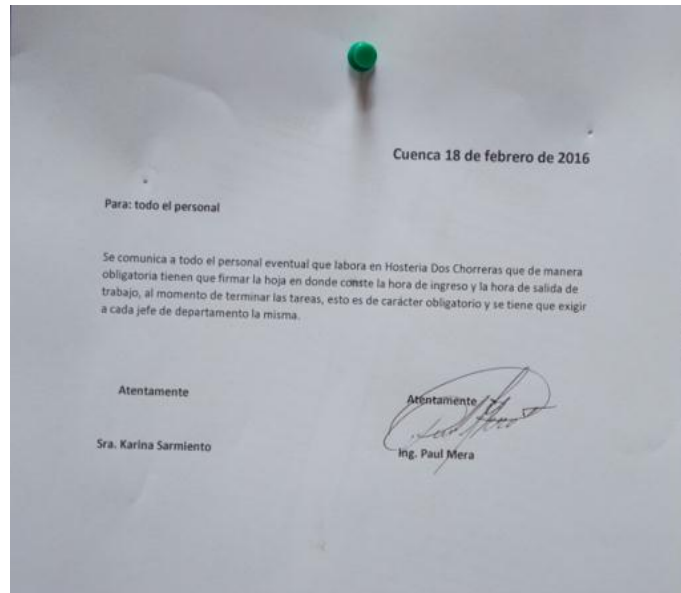 Cuenca 18 de febrero de 2016
Para: todo el personal
Se comunica a todo el personal eventual que labora en Hosteria Dos Chorreras que de manera
obligatoria tienen que firmar la hoja en donde conste la hora de ingreso y la hora de salida de
trabajo, al momento de terminar las tareas, esto es de carácter obligatorio y se tiene que exigir
a cada jefe de departamento la misma.
Atentamente Atentamente
Sra. Karina Sarmiento Ing. Paul Mera